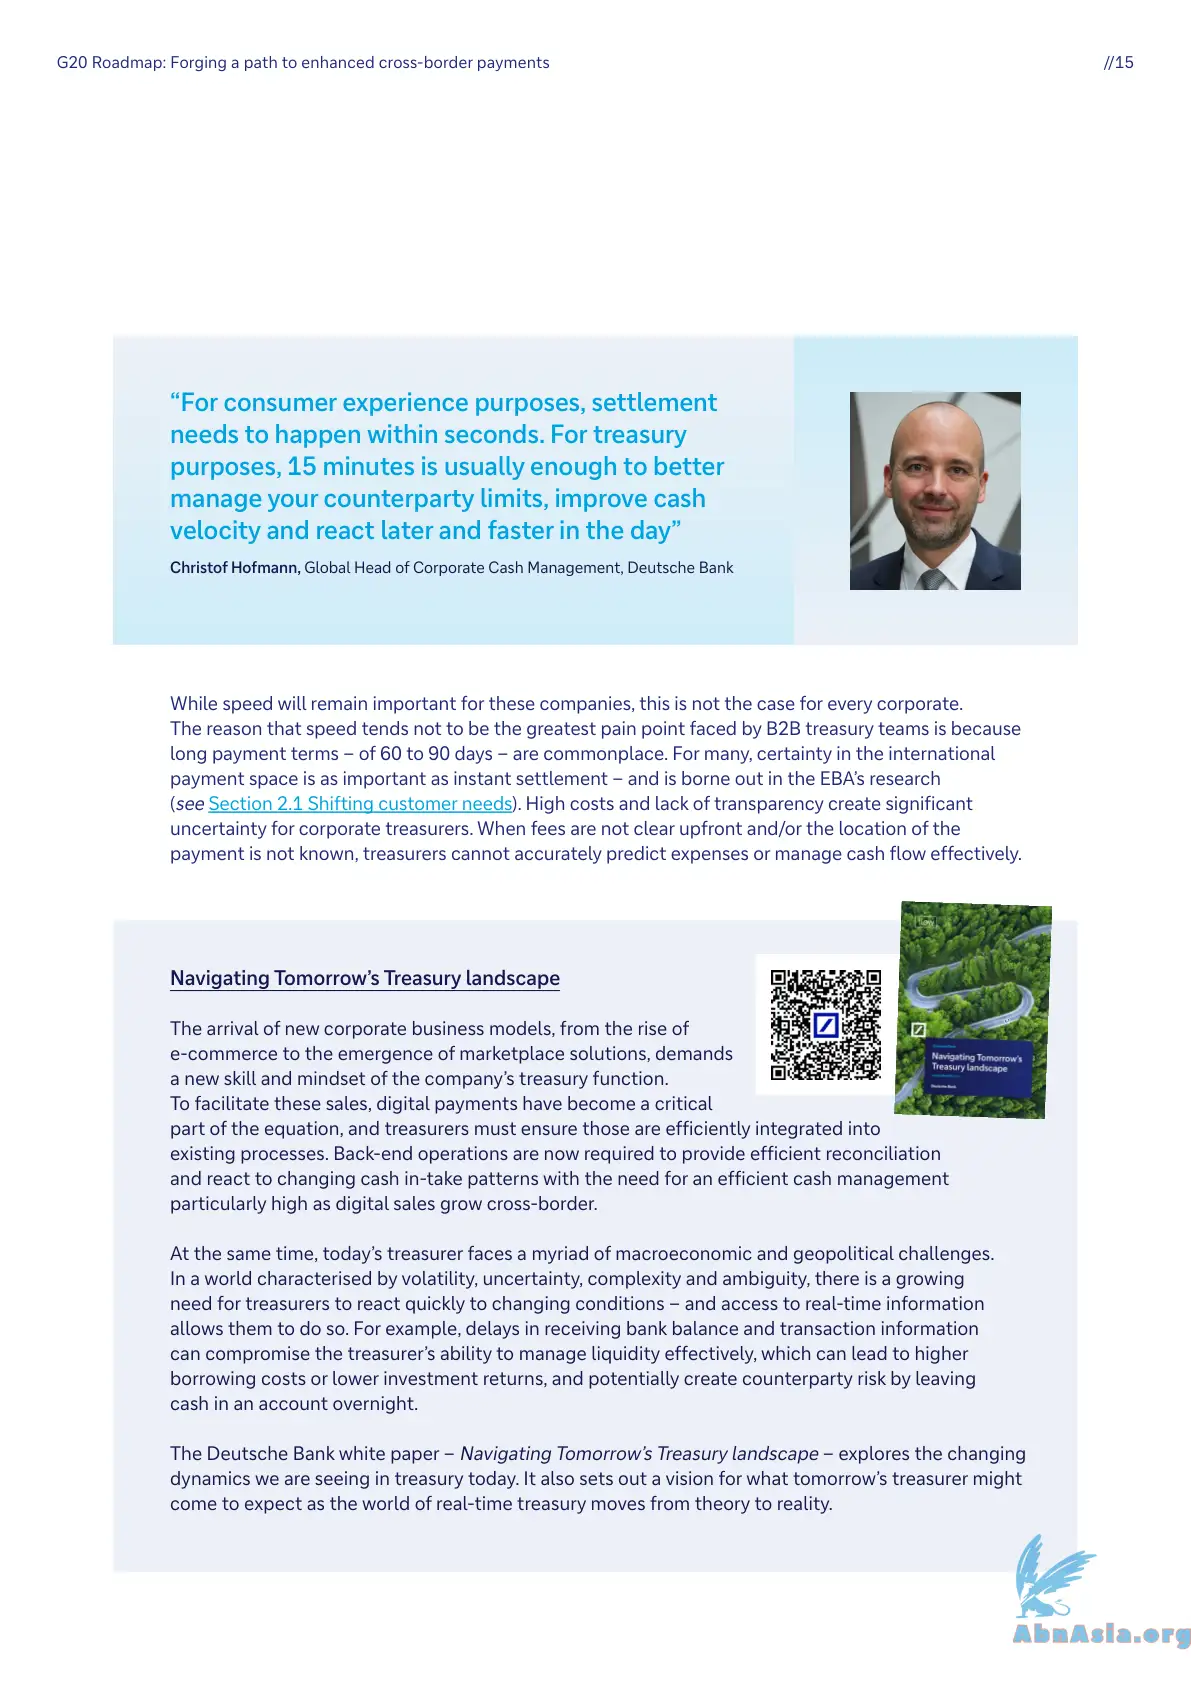 G20 Roadmap: Forging a path to enhanced cross-border payments
//15
“For consumer experience purposes, settlement
needs to happen within seconds. For treasury
purposes, 15 minutes is usually enough to better
manage your counterparty limits, improve cash
velocity and react later and faster in the day”
Christof Hofmann, Global Head of Corporate Cash Management, Deutsche Bank
While speed will remain important for these companies, this is not the case for every corporate.
The reason that speed tends not to be the greatest pain point faced by B2B treasury teams is because
long payment terms – of 60 to 90 days – are commonplace. For many, certainty in the international
payment space is as important as instant settlement – and is borne out in the EBA’s research
(see Section 2.1 Shifting customer needs). High costs and lack of transparency create significant
uncertainty for corporate treasurers. When fees are not clear upfront and/or the location of the
payment is not known, treasurers cannot accurately predict expenses or manage cash flow effectively.
flow
Navigating Tomorrow’s
Treasury landscape
Deutsche Bank
Navigating Tomorrow’s Treasury landscape
The arrival of new corporate business models, from the rise of
e-commerce to the emergence of marketplace solutions, demands
a new skill and mindset of the company’s treasury function.
To facilitate these sales, digital payments have become a critical
part of the equation, and treasurers must ensure those are efficiently integrated into
existing processes. Back-end operations are now required to provide efficient reconciliation
and react to changing cash in-take patterns with the need for an efficient cash management
particularly high as digital sales grow cross-border.
At the same time, today’s treasurer faces a myriad of macroeconomic and geopolitical challenges.
In a world characterised by volatility, uncertainty, complexity and ambiguity, there is a growing
need for treasurers to react quickly to changing conditions – and access to real-time information
allows them to do so. For example, delays in receiving bank balance and transaction information
can compromise the treasurer’s ability to manage liquidity effectively, which can lead to higher
borrowing costs or lower investment returns, and potentially create counterparty risk by leaving
cash in an account overnight.
The Deutsche Bank white paper – Navigating Tomorrow’s Treasury landscape – explores the changing
dynamics we are seeing in treasury today. It also sets out a vision for what tomorrow’s treasurer might
come to expect as the world of real-time treasury moves from theory to reality.
AbnAsia.org